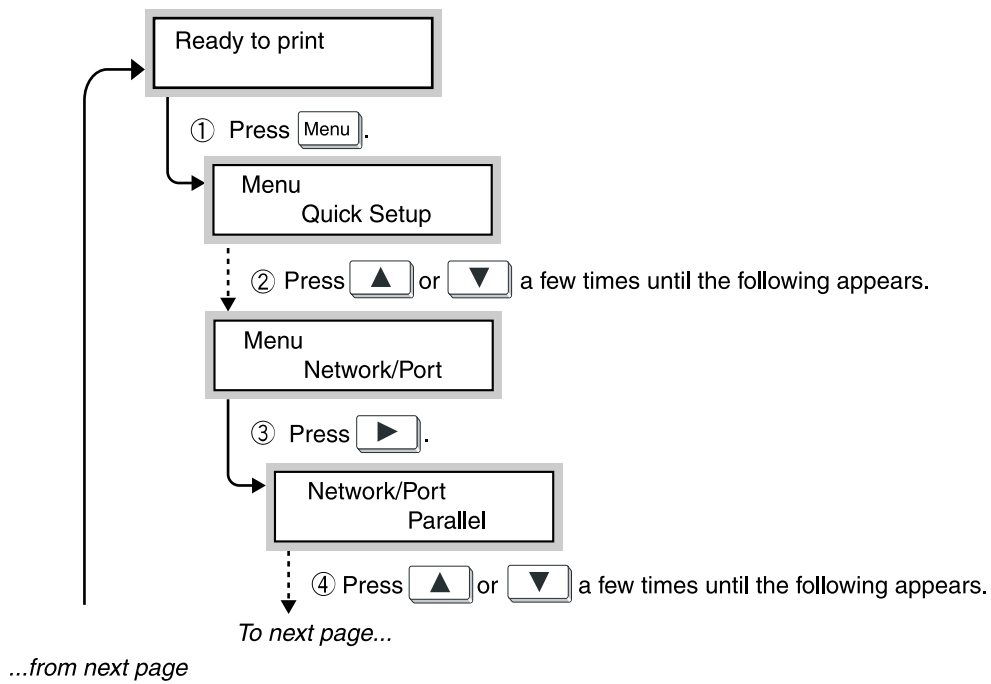 Ready to print
① Press Menu.
Menu
Quick Setup
② Press ▲ or ▼ a few times until the following appears.
Menu
Network/Port
③ Press ▶.
Network/Port
Parallel
④ Press ▲ or ▼ a few times until the following appears.
To next page...
...from next page